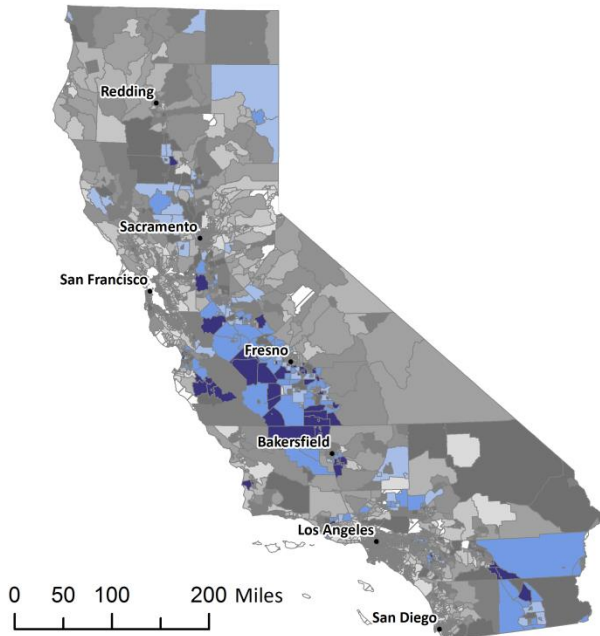 Redding
Sacramento
San Francisco
Fresno
Bakersfield
Los Angeles
San Diego
0 50 100 200 Miles